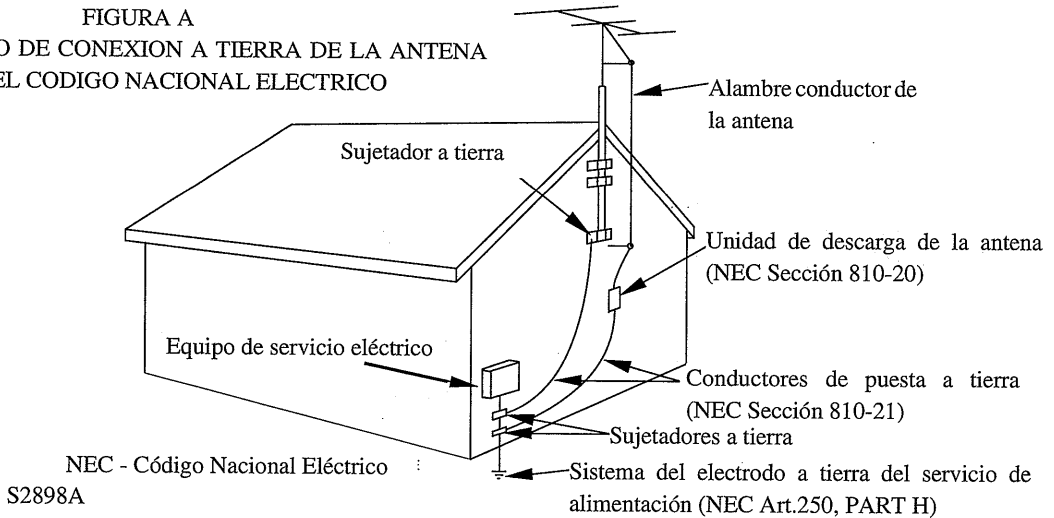 FIGURA A
O DE CONEXION A TIERRA DE LA ANTENA
EL CODIGO NACIONAL ELECTRICO
Alambre conductor de
la antena
Sujetador a tierra
Unidad de descarga de la antena
(NEC Sección 810-20)
Equipo de servicio eléctrico
Conductores de puesta a tierra
(NEC Sección 810-21)
Sujetadores a tierra
NEC - Código Nacional Eléctrico
Sistema del electrodo a tierra del servicio de
alimentación (NEC Art.250, PART H)
S2898A